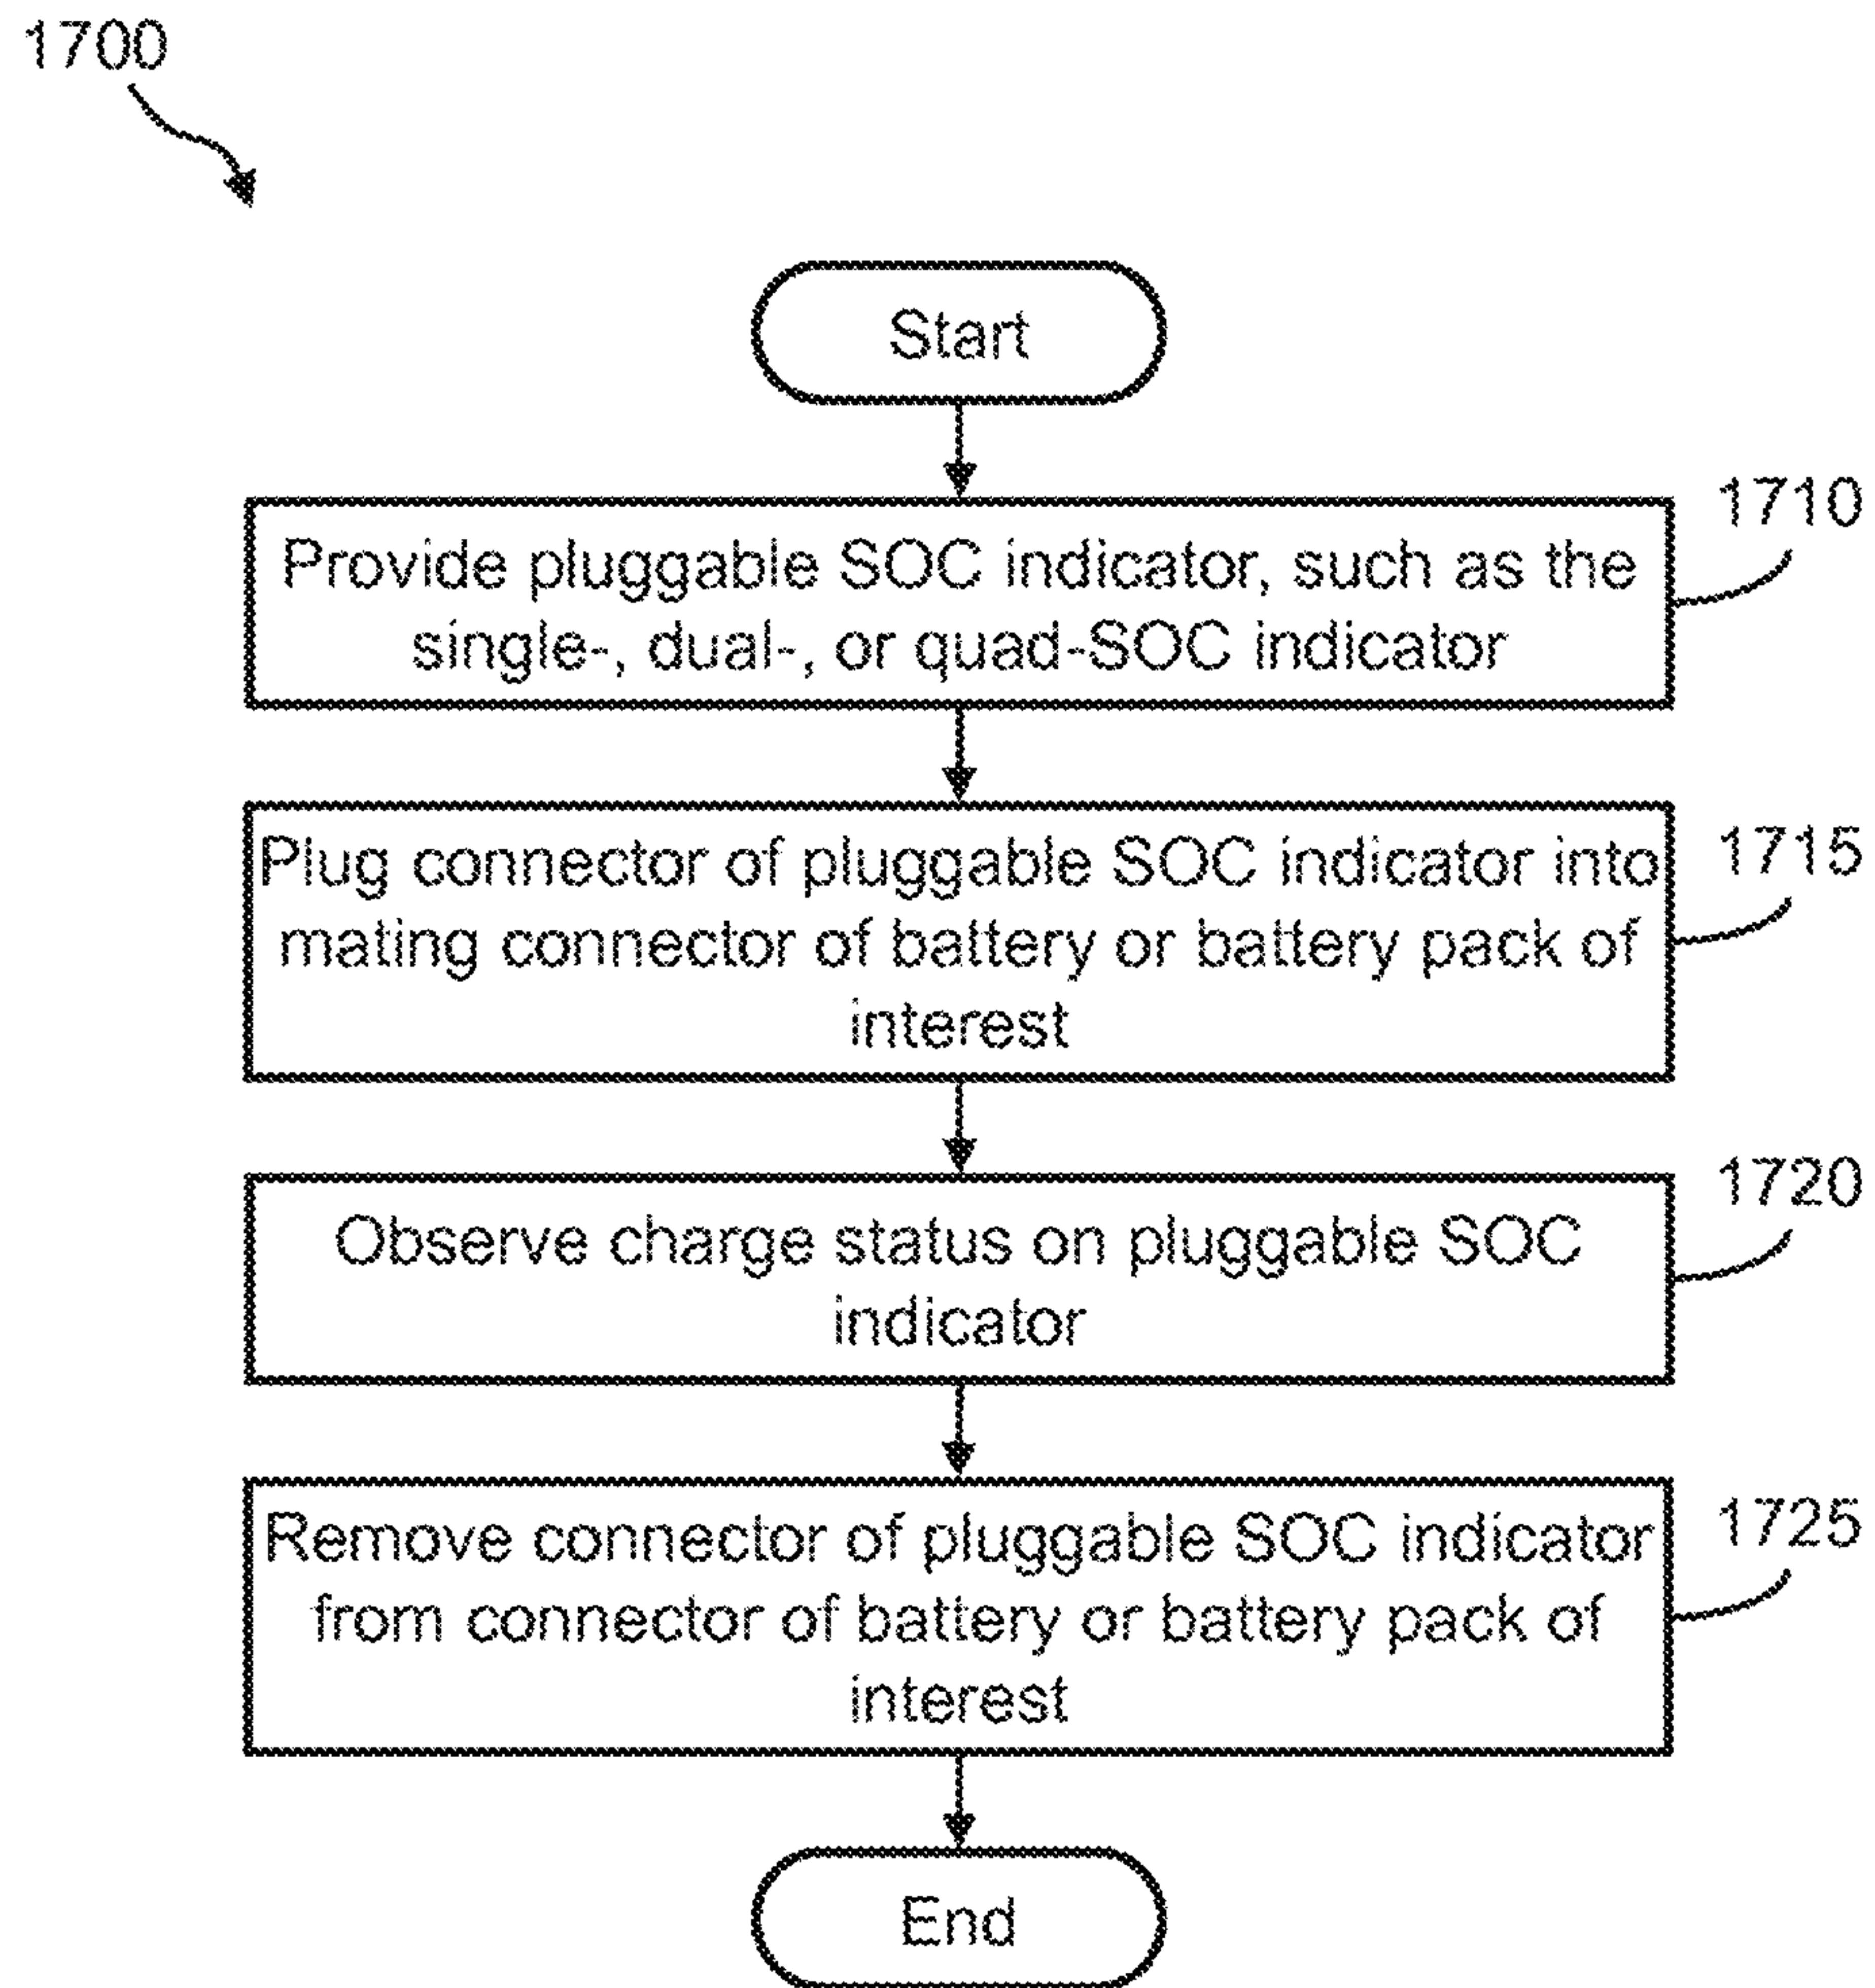 1700
Start
1710
Provide pluggable SOC indicator, such as the
single-, dual-, or quad-SOC indicator
1715
Plug connector of pluggable SOC indicator into
mating connector of battery or battery pack of
interest
1720
Observe charge status on pluggable SOC
indicator
1725
Remove connector of pluggable SOC indicator
from connector of battery or battery pack of
interest
End